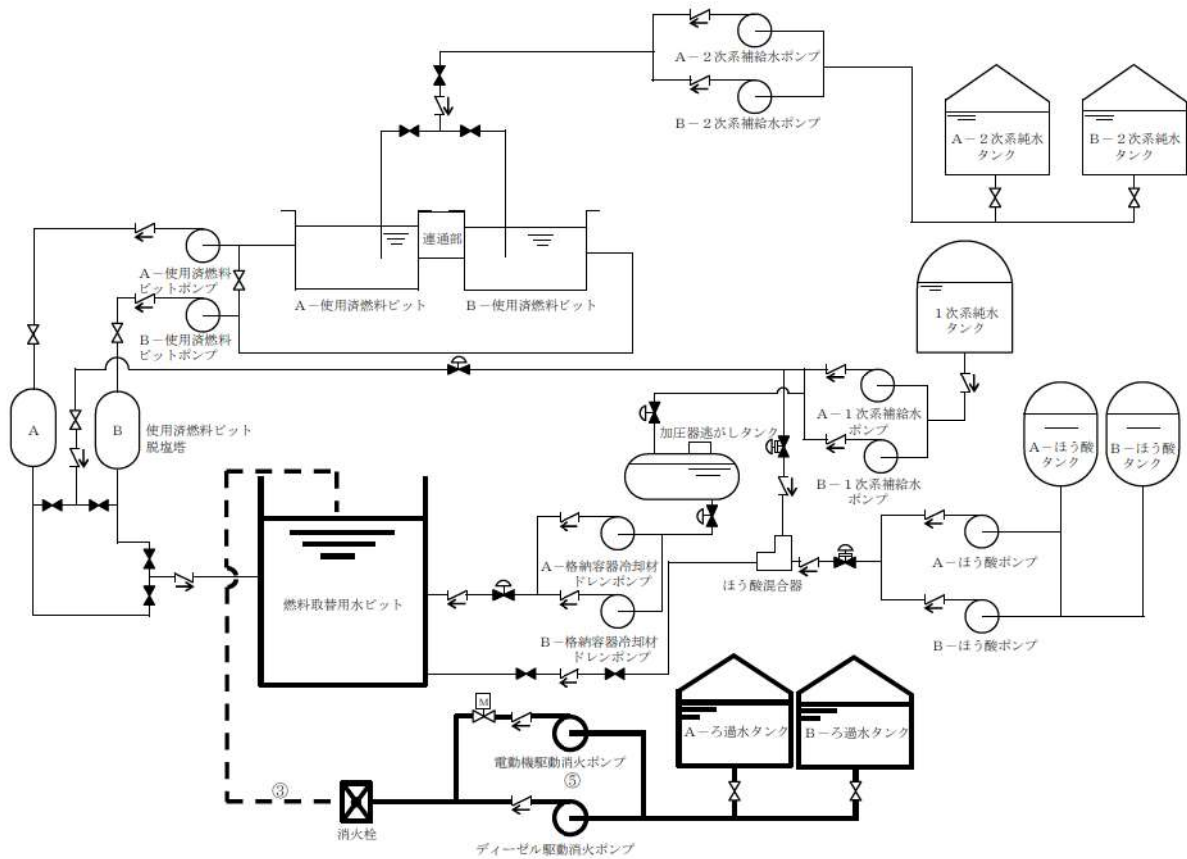 A-2次系補給水ポンプ
B-2次系補給水ポンプ
A-2次系純水
タンク
B-2次系純水
タンク
連通部
A-使用済燃料
ピットポンプ
A-使用済燃料ピット
B-使用済燃料ピット
B-使用済燃料
ピットポンプ
1次系純水
タンク
A
B
使用済燃料ピット
脱塩塔
加圧器逃がしタンク
A-1次系補給水
ポンプ
B-1次系補給水
ポンプ
A-ほう酸
タンク
B-ほう酸
タンク
A-格納容器冷却材
ドレンポンプ
B-格納容器冷却材
ドレンポンプ
ほう酸混合器
A-ほう酸ポンプ
B-ほう酸ポンプ
燃料取替用水ピット
M
電動機駆動消火ポンプ
⑤
A-ろ過水タンク
B-ろ過水タンク
③
消火栓
ディーゼル駆動消火ポンプ